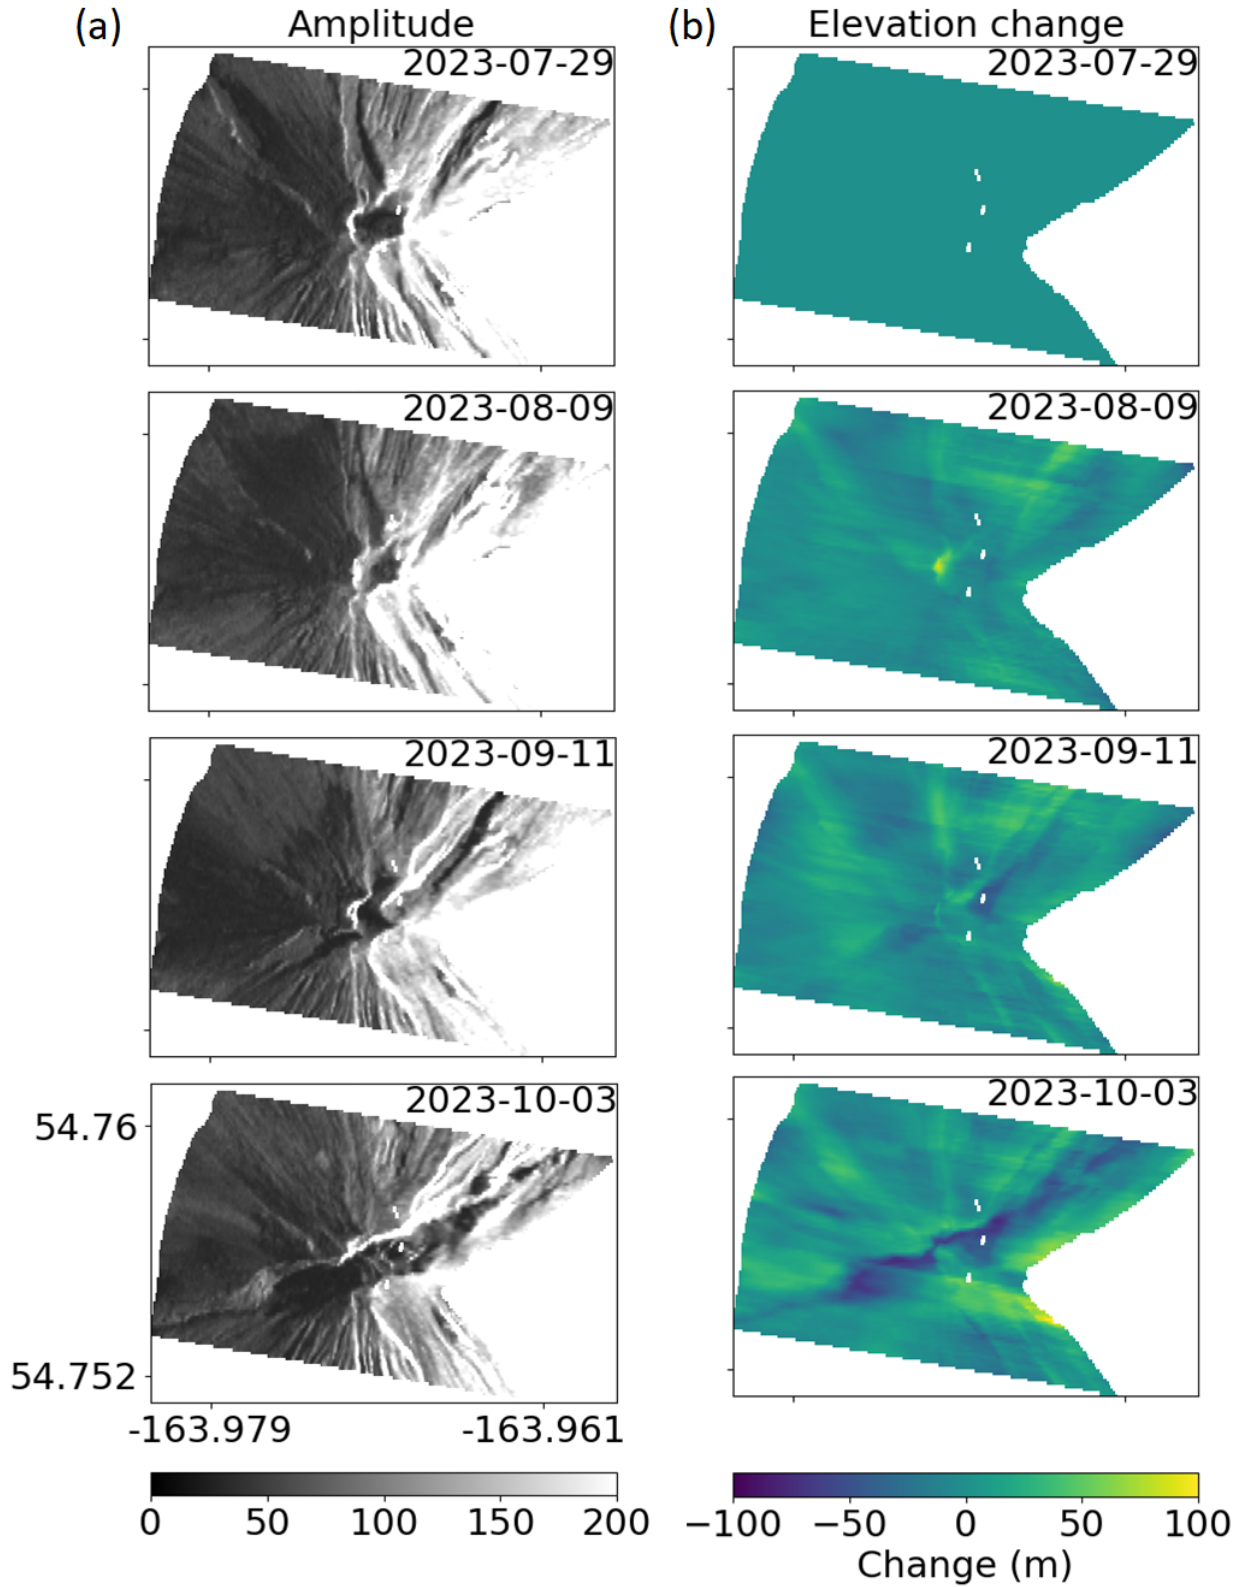 (a) Amplitude (b) Elevation change
2023-07-29 2023-07-29
2023-08-09 2023-08-09
2023-09-11 2023-09-11
2023-10-03 2023-10-03
54.76
54.752
-163.979 -163.961
0 50 100 150 200 −100 −50 0 50 100
Change (m)